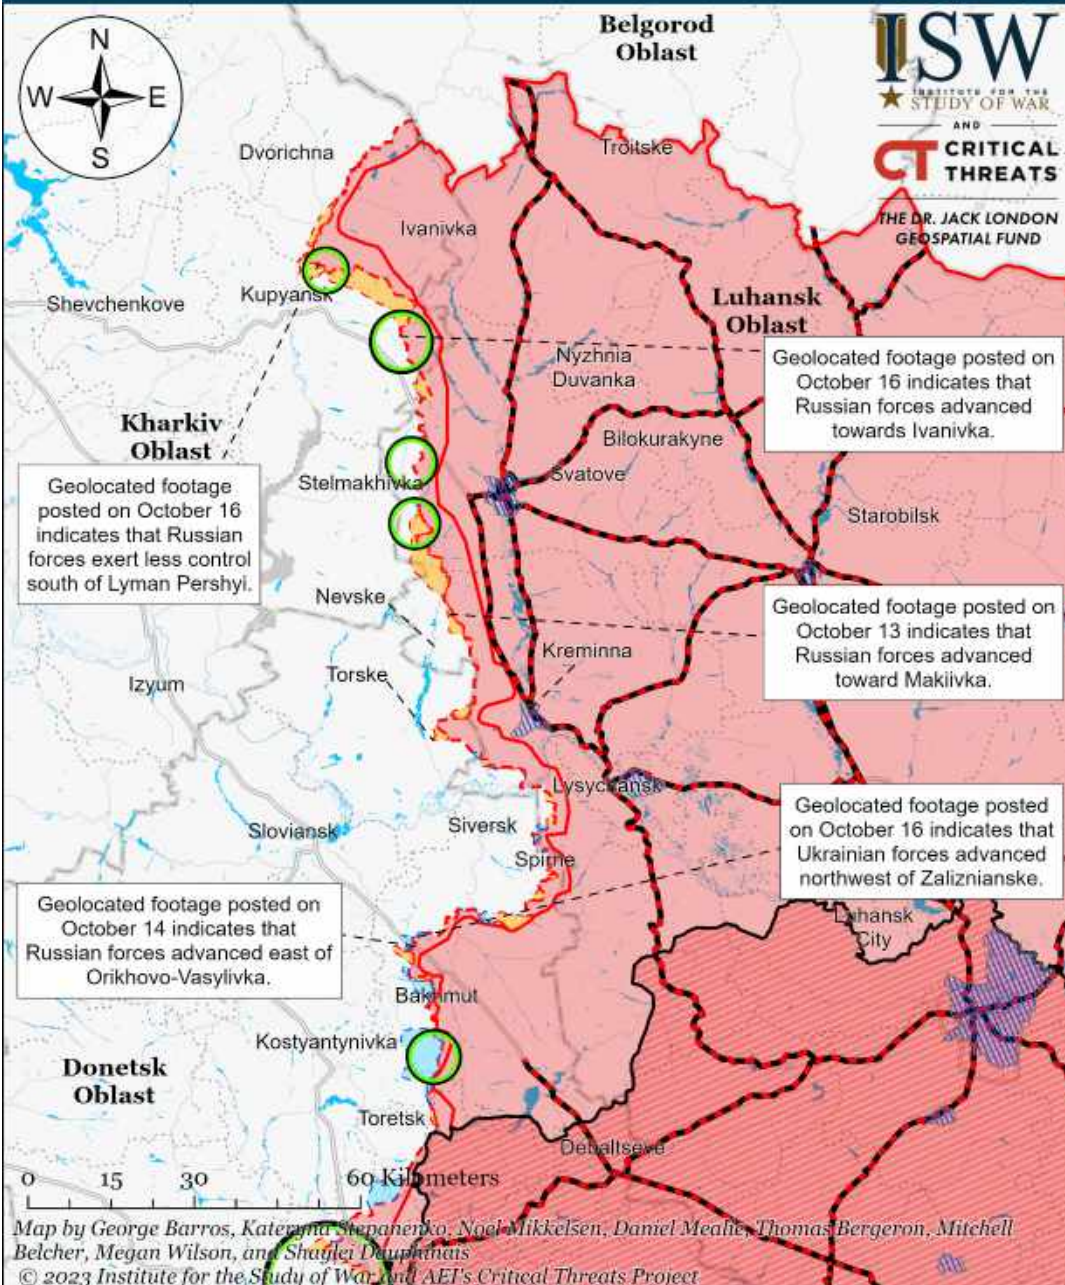 Belgorod
Oblast
ISW
INSTITUTE FOR THE
STUDY OF WAR
AND
CT CRITICAL
THREATS
THE DR. JACK LONDON
GEOSPATIAL FUND
N
W E
S
Dvorichna
Troitske
Ivanivka
Kupyansk
Shevchenkove
Luhansk
Oblast
Nyzhnia
Duvanka
Geolocated footage posted on
October 16 indicates that
Russian forces advanced
towards Ivanivka.
Kharkiv
Oblast
Bilokurakyne
Svatove
Stelmakhivka
Geolocated footage
posted on October 16
indicates that Russian
forces exert less control
south of Lyman Pershyi.
Starobilsk
Nevske
Geolocated footage posted on
October 13 indicates that
Russian forces advanced
toward Makiivka.
Kreminna
Torske
Izyum
Lysychansk
Sloviansk
Siversk
Spirne
Geolocated footage posted
on October 16 indicates that
Ukrainian forces advanced
northwest of Zaliznianske.
Geolocated footage posted on
October 14 indicates that
Russian forces advanced east of
Orikhovo-Vasylivka.
Luhansk
City
Bakhmut
Kostyantynivka
Donetsk
Oblast
Toretsk
Debaltseve
0 15 30 60 Kilometers
Map by George Barros, Kateryna Stepanenko, Noel Mikkelsen, Daniel Mealie, Thomas Bergeron, Mitchell
Belcher, Megan Wilson, and Shaylei Dauphinais
© 2023 Institute for the Study of War and AEI's Critical Threats Project